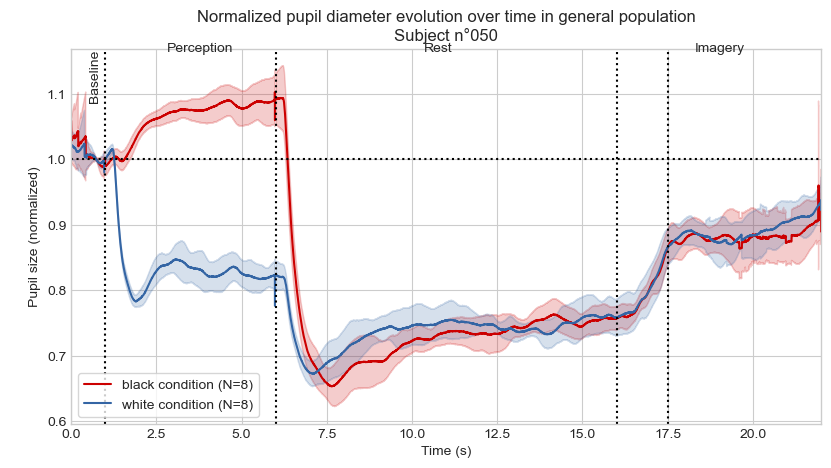 Normalized pupil diameter evolution over time in general population
Subject n°050
Baseline
Perception
Rest
Imagery
Pupil size (normalized)
1.1
1.0
0.9
0.8
0.7
0.6
black condition (N=8)
white condition (N=8)
0.0 2.5 5.0 7.5 10.0 12.5 15.0 17.5 20.0
Time (s)